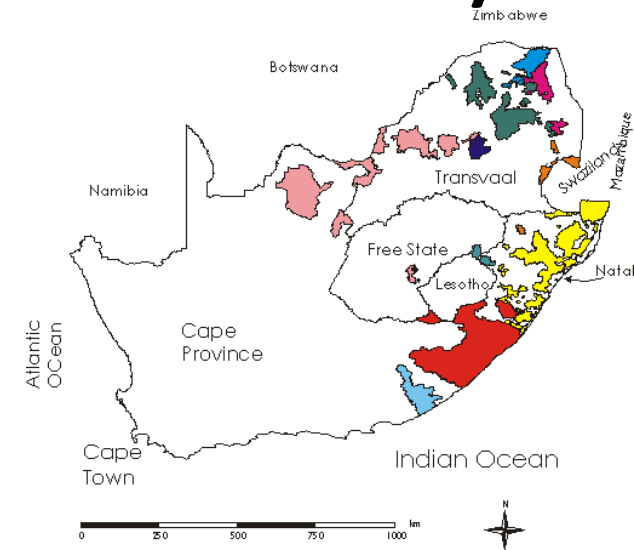 Zimbabwe
Botswana
Mozambique
Swaziland
Namibia
Transvaal
Free State
Lesotho
Natal
Cape
Province
Atlantic
OCean
Cape
Town
Indian Ocean
N
km
0 250 500 750 1000